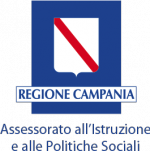 REGIONE CAMPANIA
Assessorato all'Istruzione
e alle Politiche Sociali